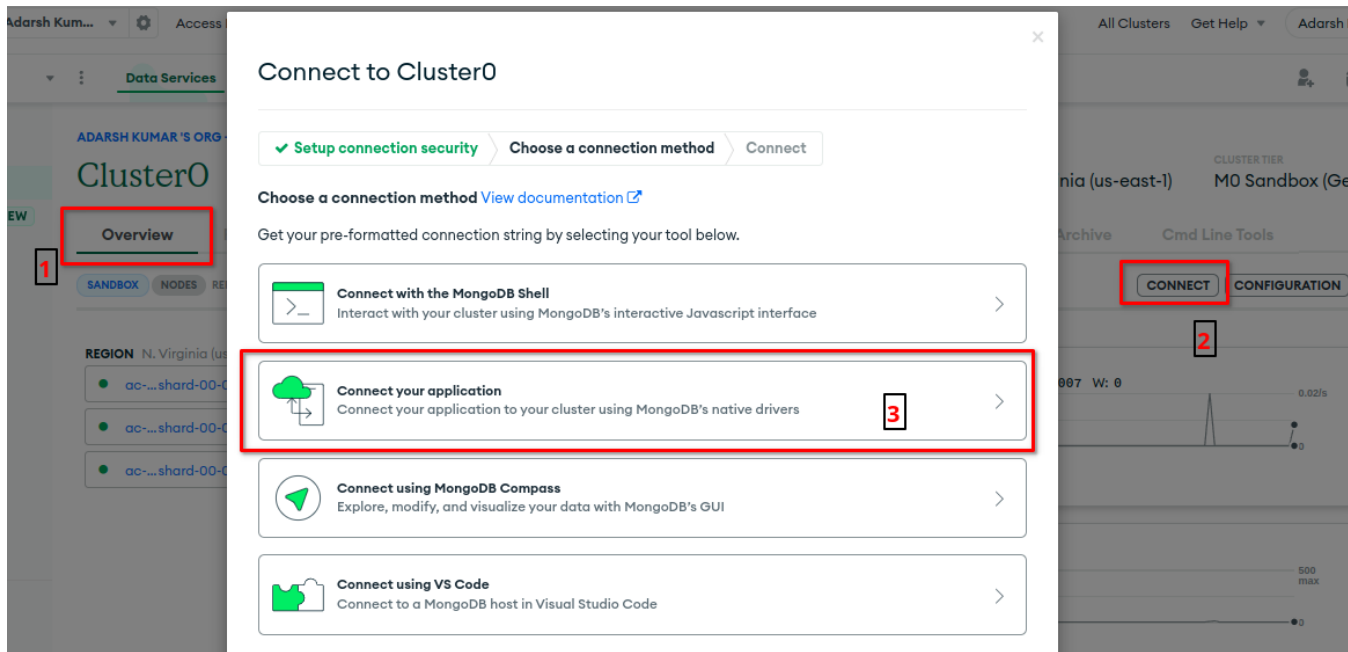 Adarsh Kum... Access All Clusters Get Help Adarsh
Data Services
Connect to Cluster0
ADARSH KUMAR'S ORG -
Cluster0
Setup connection security Choose a connection method Connect
CLUSTER TIER
nia (us-east-1) M0 Sandbox (Ge
Choose a connection method View documentation
EW
Overview
Get your pre-formatted connection string by selecting your tool below.
Archive Cmd Line Tools
1
SANDBOX NODES RE
CONNECT CONFIGURATION
2
Connect with the MongoDB Shell
Interact with your cluster using MongoDB's interactive Javascript interface
REGION N. Virginia (us
ac-...shard-00-0
ac-...shard-00-0
ac-...shard-00-0
Connect your application
Connect your application to your cluster using MongoDB's native drivers
3
007 W: 0
0.02/s
0
Connect using MongoDB Compass
Explore, modify, and visualize your data with MongoDB's GUI
Connect using VS Code
Connect to a MongoDB host in Visual Studio Code
500
max
0